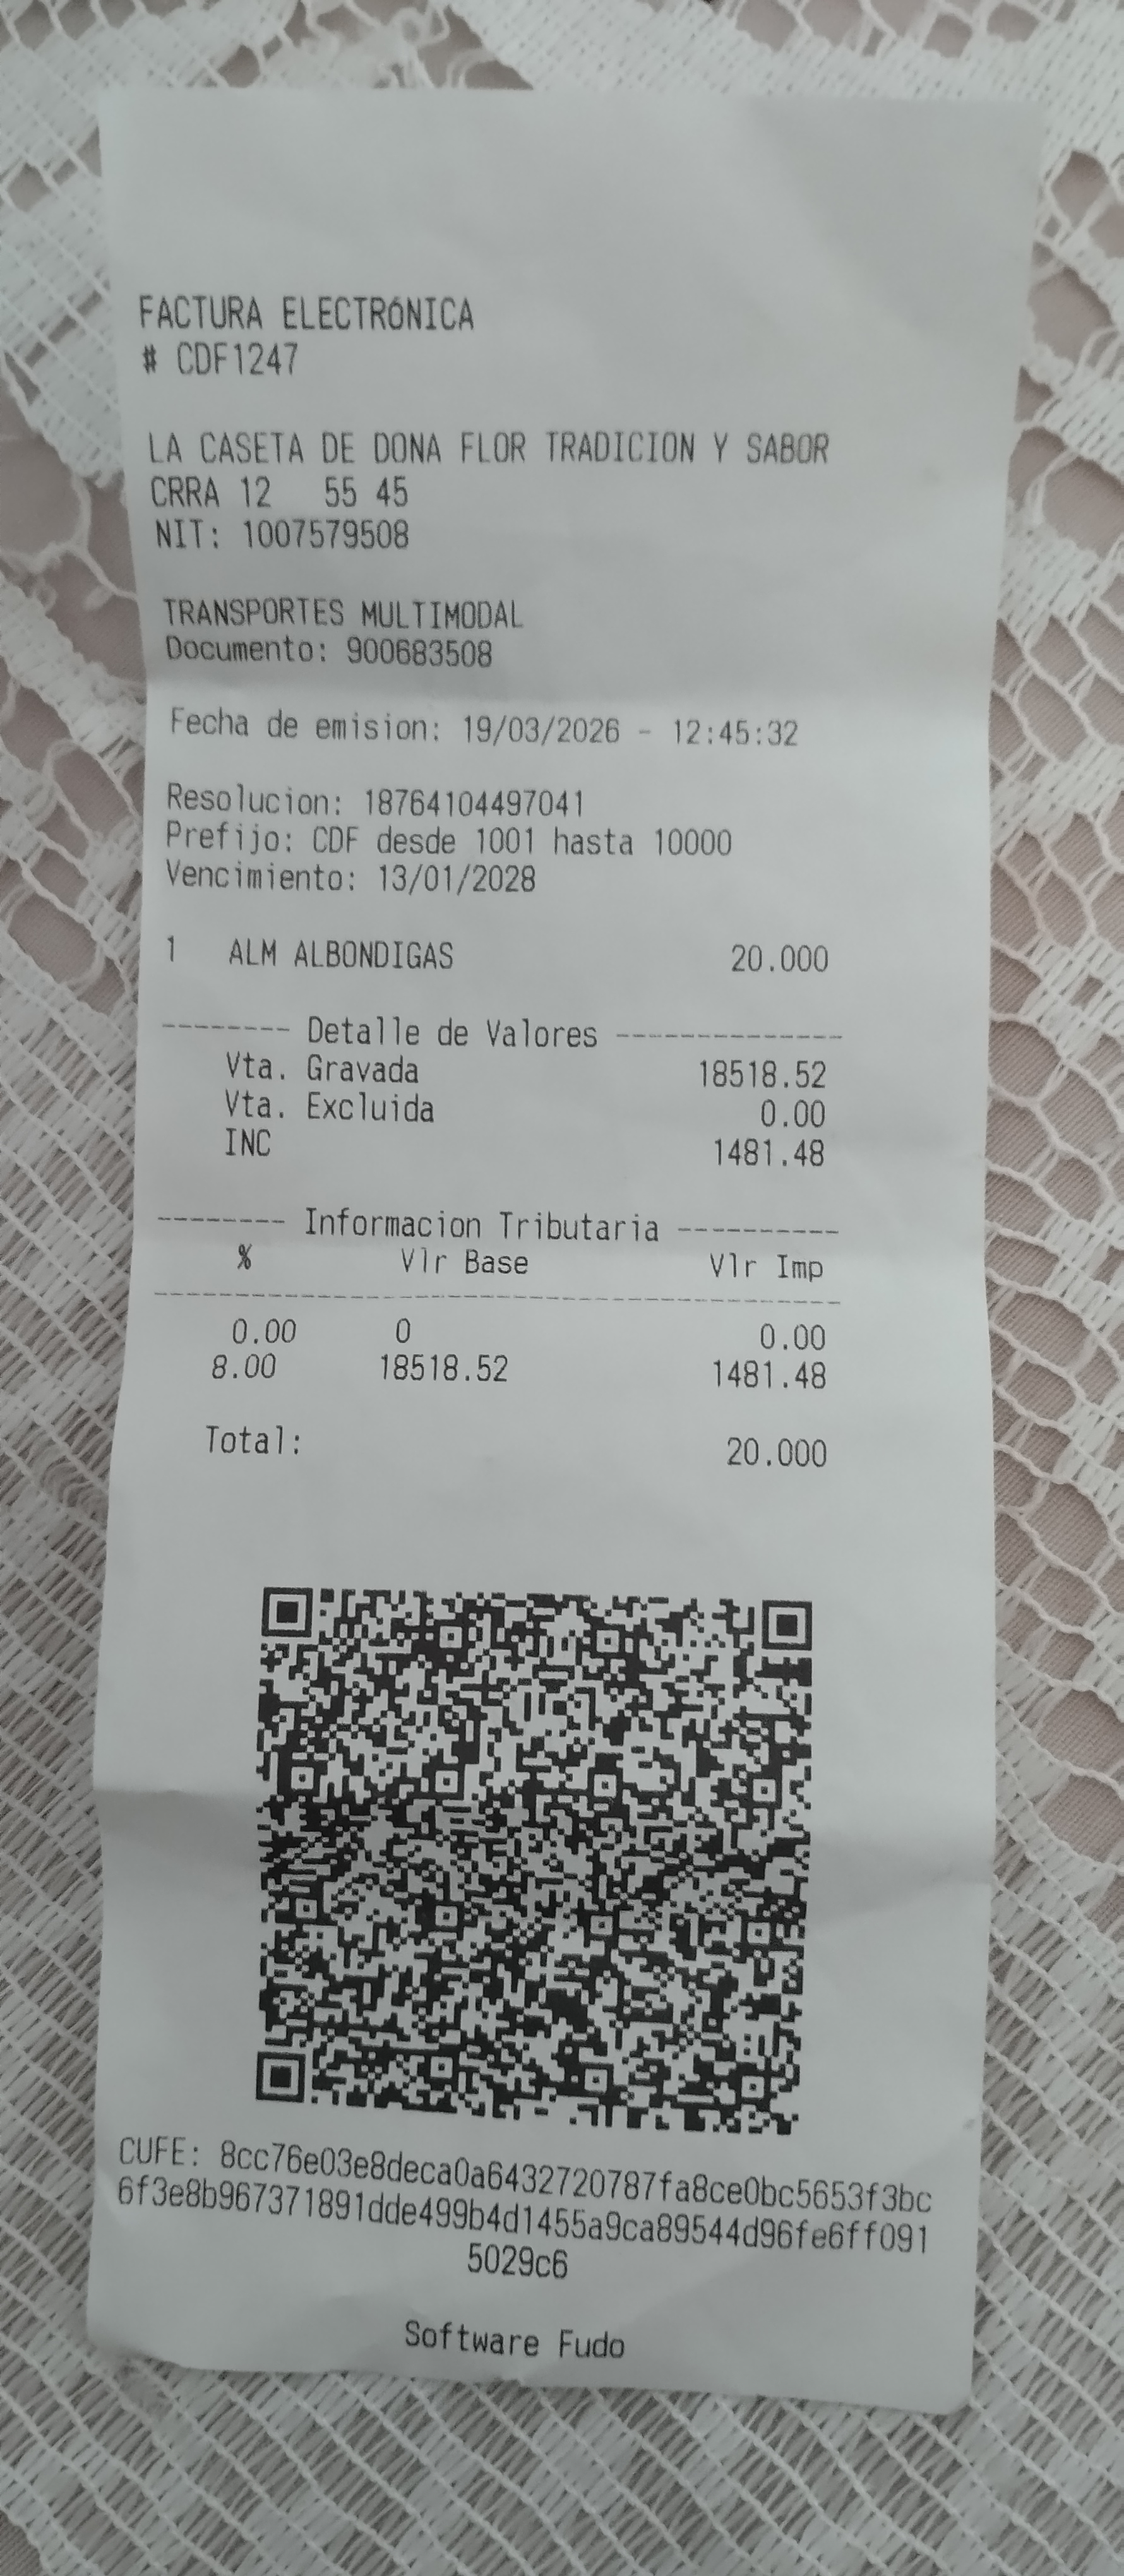 FACTURA ELECTRÓNICA
# CDF1247
LA CASETA DE DONA FLOR TRADICION Y SABOR
CRRA 12 55 45
NIT: 1007579508
TRANSPORTES MULTIMODAL
Documento: 900683508
Fecha de emision: 19/03/2026 - 12:45:32
Resolucion: 18764104497041
Prefijo: CDF desde 1001 hasta 10000
Vencimiento: 13/01/2028
1 ALM ALBONDIGAS 20.000
-------- Detalle de Valores --------------
Vta. Gravada 18518.52
Vta. Excluida 0.00
INC 1481.48
-------- Informacion Tributaria ----------
% Vlr Base Vlr Imp
0.00 0 0.00
8.00 18518.52 1481.48
Total: 20.000
CUFE: 8cc76e03e8deca0a6432720787fa8ce0bc5653f3bc
6f3e8b967371891dde499b4d1455a9ca89544d96fe6ff091
5029c6
Software Fudo